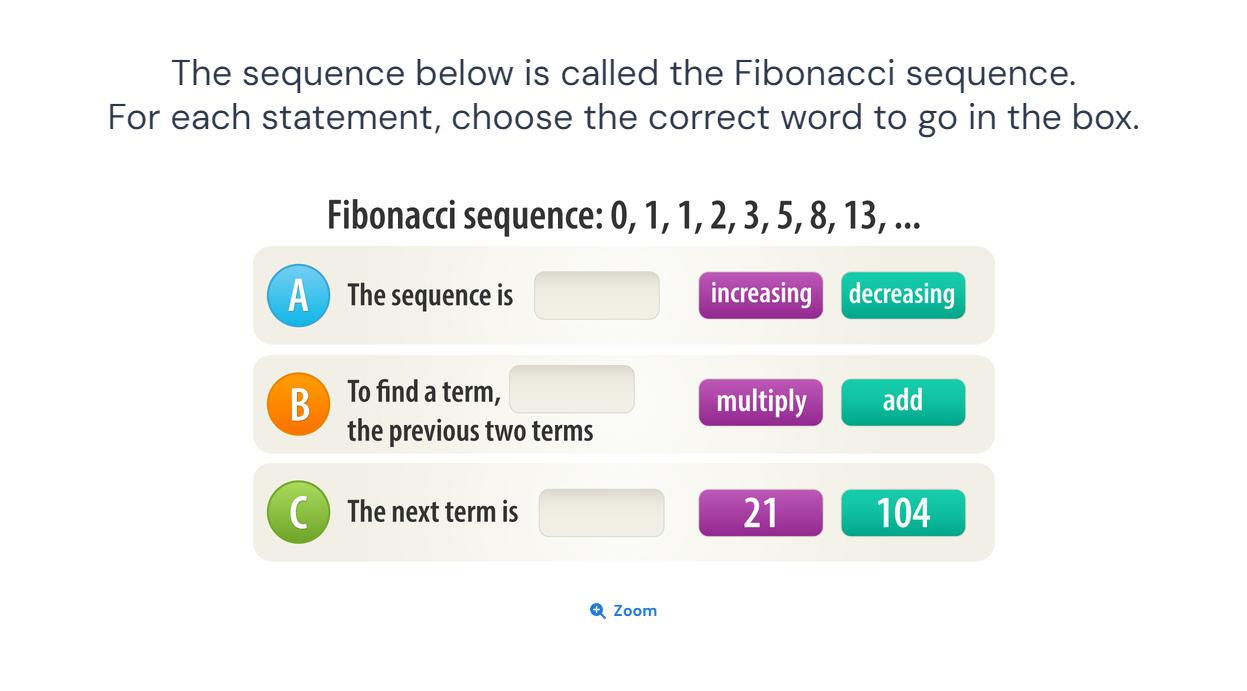 The sequence below is called the Fibonacci sequence.
For each statement, choose the correct word to go in the box.
Fibonacci sequence: 0, 1, 1, 2, 3, 5, 8, 13, ...
A The sequence is increasing decreasing
B To find a term, multiply add
the previous two terms
C The next term is 21 104
Zoom